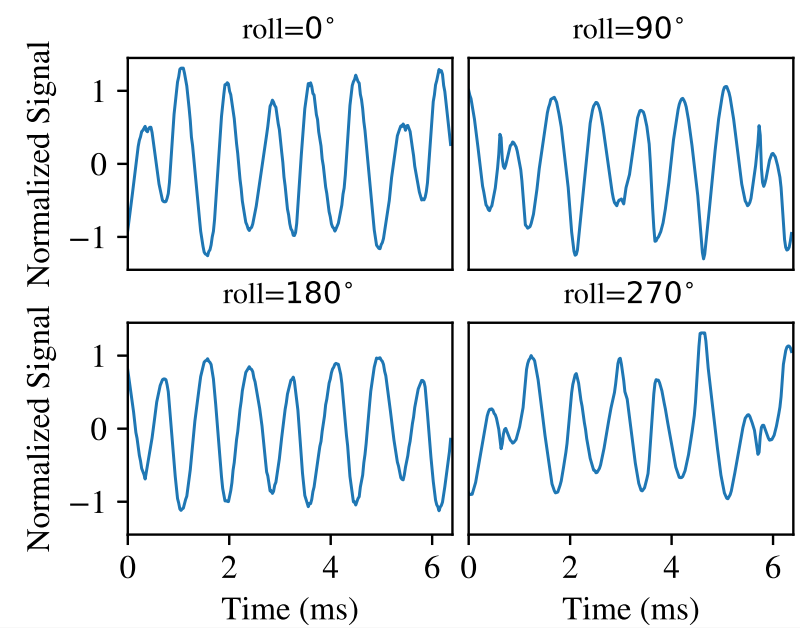 roll=0° roll=90°
Normalized Signal
1
0
−1
roll=180° roll=270°
Normalized Signal
1
0
−1
0 2 4 6 0 2 4 6
Time (ms) Time (ms)